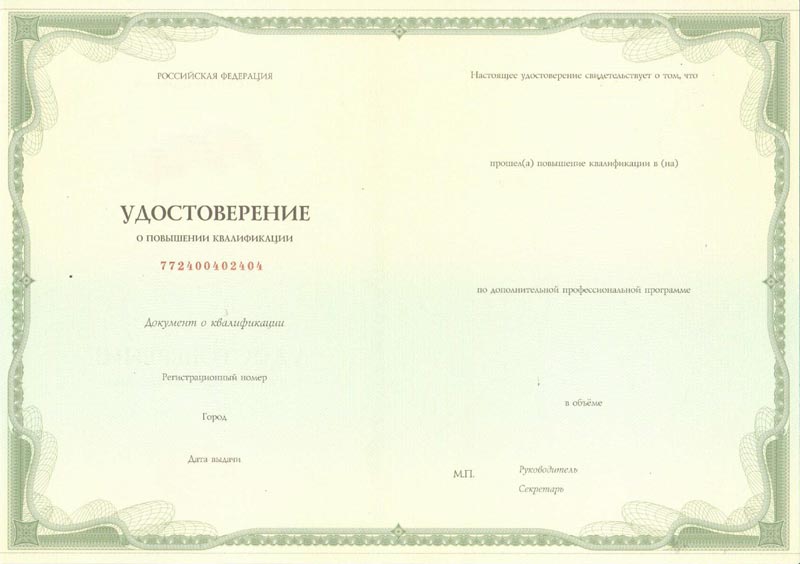 РОССИЙСКАЯ ФЕДЕРАЦИЯ
УДОСТОВЕРЕНИЕ
О ПОВЫШЕНИИ КВАЛИФИКАЦИИ
772400402404
Документ о квалификации
Регистрационный номер
Город
Дата выдачи
Настоящее удостоверение свидетельствует о том, что
прошел(а) повышение квалификации в (на)
по дополнительной профессиональной программе
в объёме
М.П.
Руководитель
Секретарь